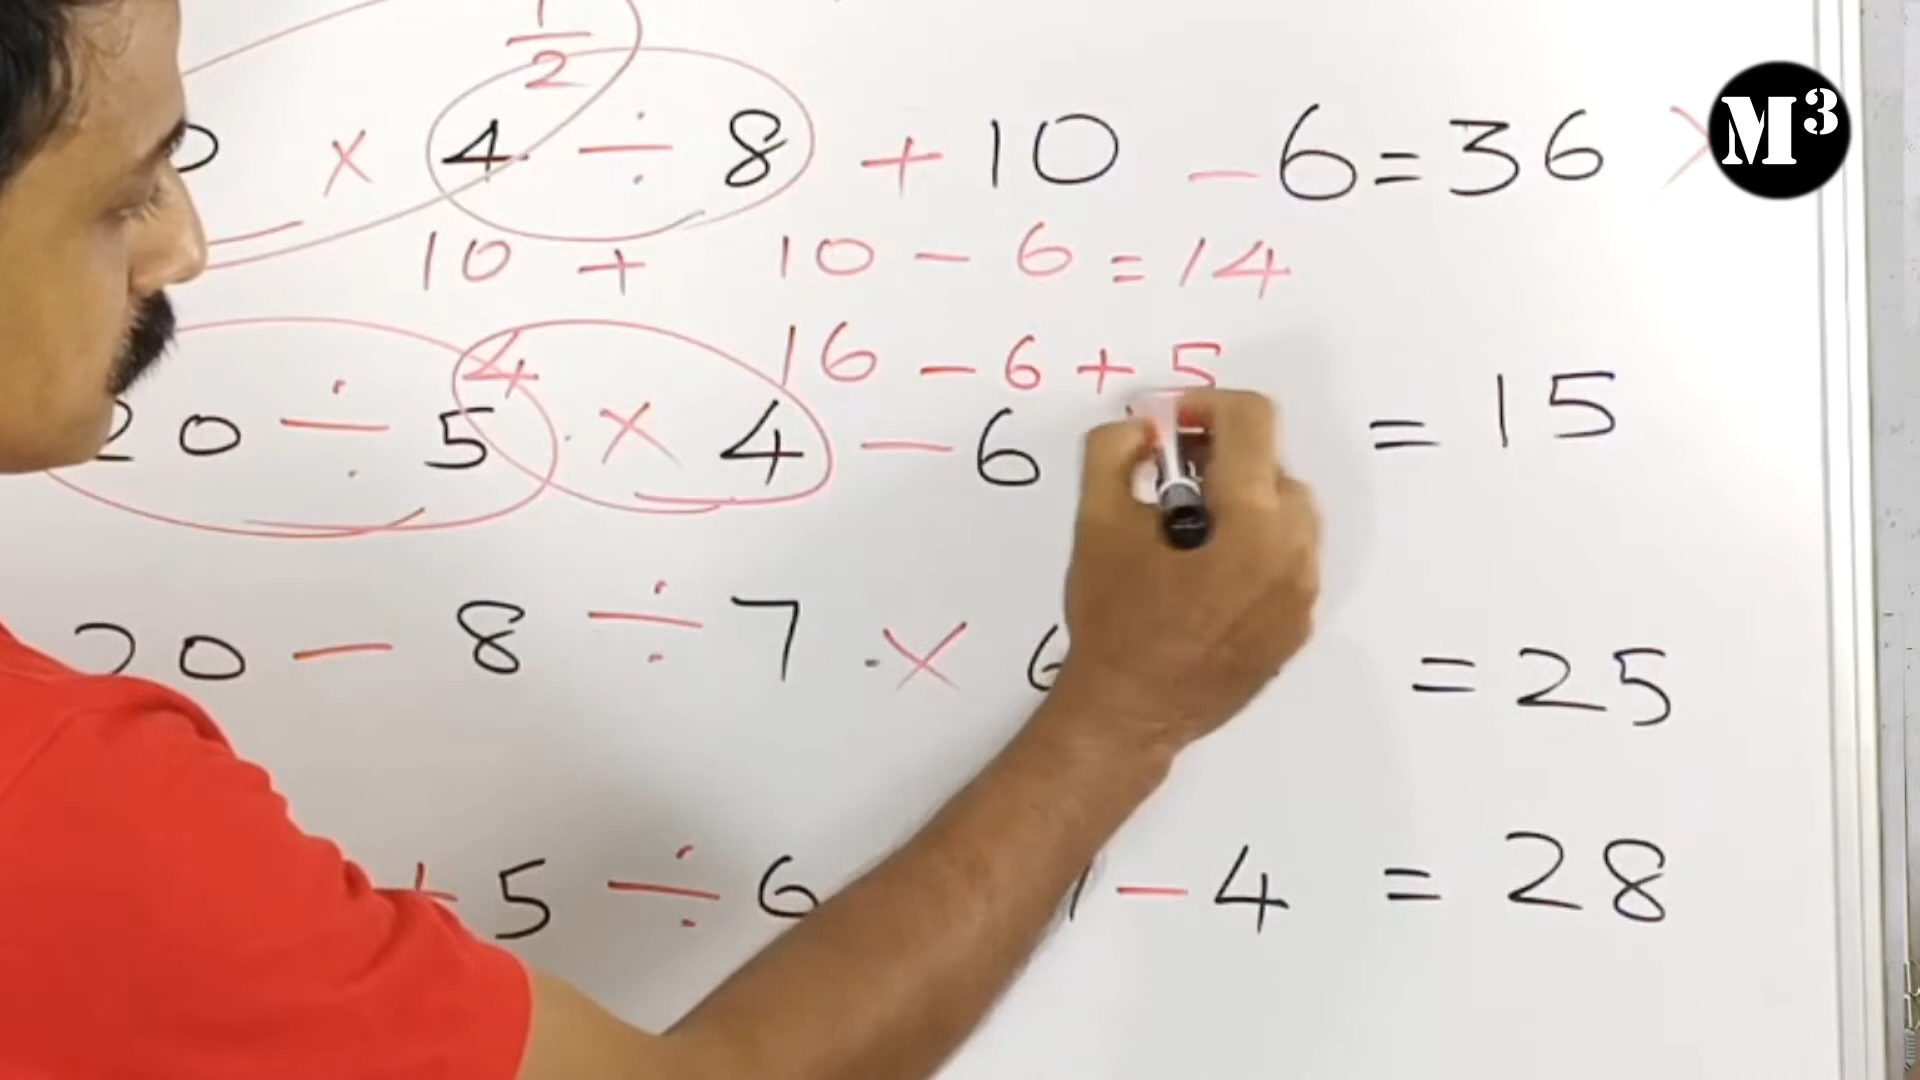 1
2
0 × 4 ÷ 8 + 10 - 6 = 36 ×
M³
10 + 10 - 6 = 14
4 16 - 6 + 5
20 ÷ 5 × 4 - 6 = 15
20 - 8 ÷ 7 × 6 = 25
+ 5 ÷ 6 - 4 = 28